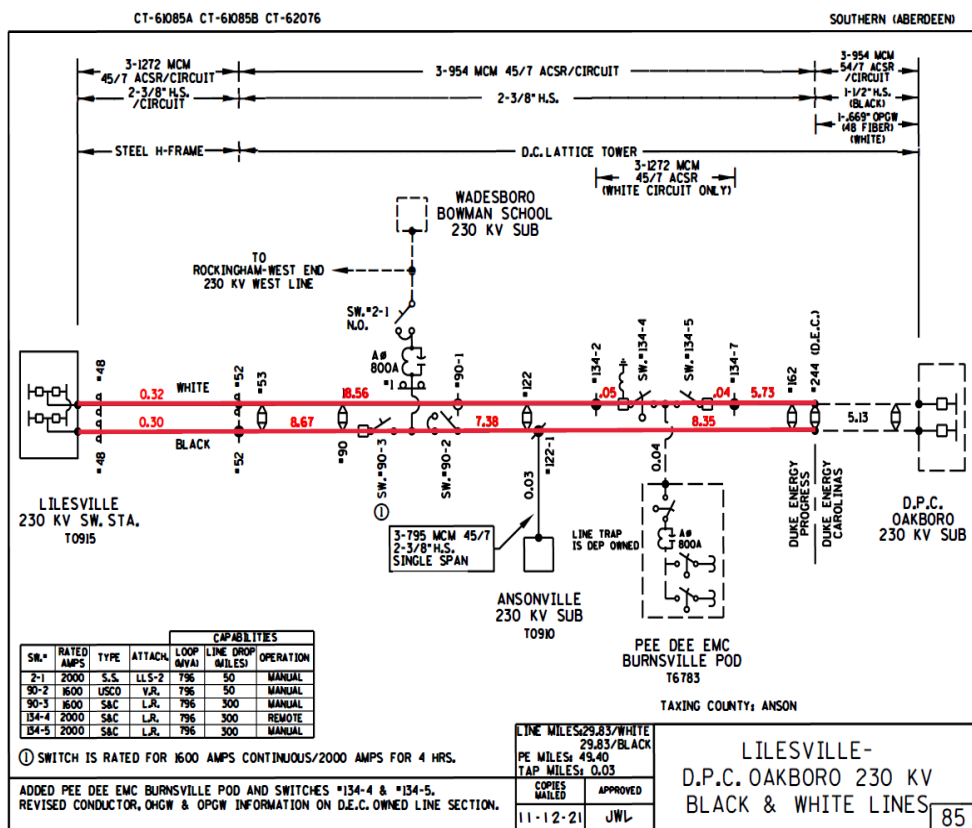 CT-61085A CT-61085B CT-62076
SOUTHERN (ABERDEEN)
3-1272 MCM
45/7 ACSR/CIRCUIT
3-954 MCM 45/7 ACSR/CIRCUIT
3-954 MCM
54/7 ACSR
/CIRCUIT
2-3/8" H.S.
/CIRCUIT
2-3/8" H.S.
1-1/2" H.S.
(BLACK)
1-.669" OPGW
(48 FIBER)
(WHITE)
STEEL H-FRAME
D.C. LATTICE TOWER
3-1272 MCM
45/7 ACSR
(WHITE CIRCUIT ONLY)
WADESBORO
BOWMAN SCHOOL
230 KV SUB
TO
ROCKINGHAM-WEST END
230 KV WEST LINE
SW.#2-1
N.O.
AØ
800A
#1
#48
#52
#53
#90-1
#122
#134-2
SW.#134-4
SW.#134-5
#134-7
#162
#244 (D.E.C.)
0.32
WHITE
18.56
.05
.04
5.73
0.30
BLACK
8.67
7.38
8.35
5.13
#48
#52
#90
SW.#90-3
①
SW.#90-2
0.03
#122-1
0.04
LILESVILLE
230 KV SW. STA.
T0915
3-795 MCM 45/7
2-3/8" H.S.
SINGLE SPAN
LINE TRAP
IS DEP OWNED
AØ
800A
DUKE ENERGY
PROGRESS
DUKE ENERGY
CAROLINAS
D.P.C.
OAKBORO
230 KV SUB
ANSONVILLE
230 KV SUB
T0910
PEE DEE EMC
BURNSVILLE POD
T6783
TAXING COUNTY: ANSON
CAPABILITIES
SW.# RATED AMPS TYPE ATTACH. LOOP (MVA) LINE DROP (MILES) OPERATION
2-1 2000 S.S. LLS-2 796 50 MANUAL
90-2 1600 USCO V.R. 796 50 MANUAL
90-3 1600 S&C L.R. 796 300 MANUAL
134-4 2000 S&C L.R. 796 300 REMOTE
134-5 2000 S&C L.R. 796 300 MANUAL
① SWITCH IS RATED FOR 1600 AMPS CONTINUOUS/2000 AMPS FOR 4 HRS.
ADDED PEE DEE EMC BURNSVILLE POD AND SWITCHES #134-4 & #134-5.
REVISED CONDUCTOR, OHGW & OPGW INFORMATION ON D.E.C. OWNED LINE SECTION.
LINE MILES: 29.83/WHITE
29.83/BLACK
PE MILES: 49.40
TAP MILES: 0.03
COPIES MAILED
APPROVED
11-12-21
JWL
LILESVILLE-
D.P.C. OAKBORO 230 KV
BLACK & WHITE LINES
85